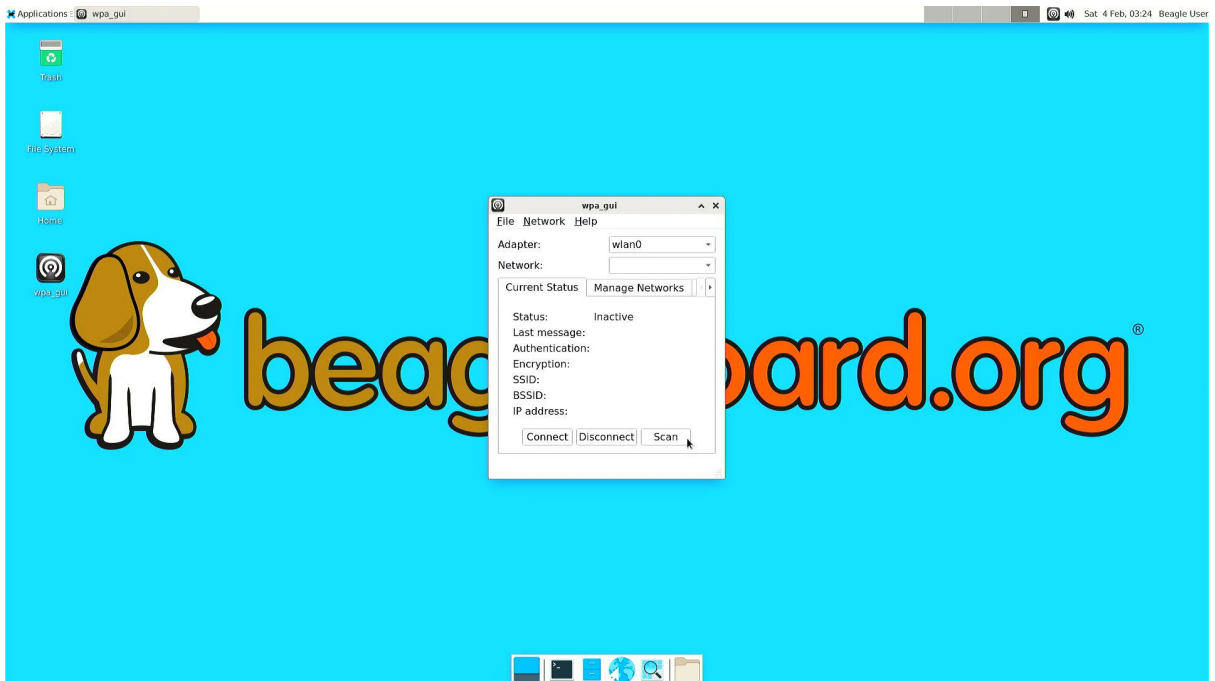 Applications
wpa_gui
Sat 4 Feb, 03:24 Beagle User
Trash
File System
Home
wpa_gui
beag
oard.org®
wpa_gui
File Network Help
Adapter: wlan0
Network:
Current Status Manage Networks
Status: Inactive
Last message:
Authentication:
Encryption:
SSID:
BSSID:
IP address:
Connect Disconnect Scan